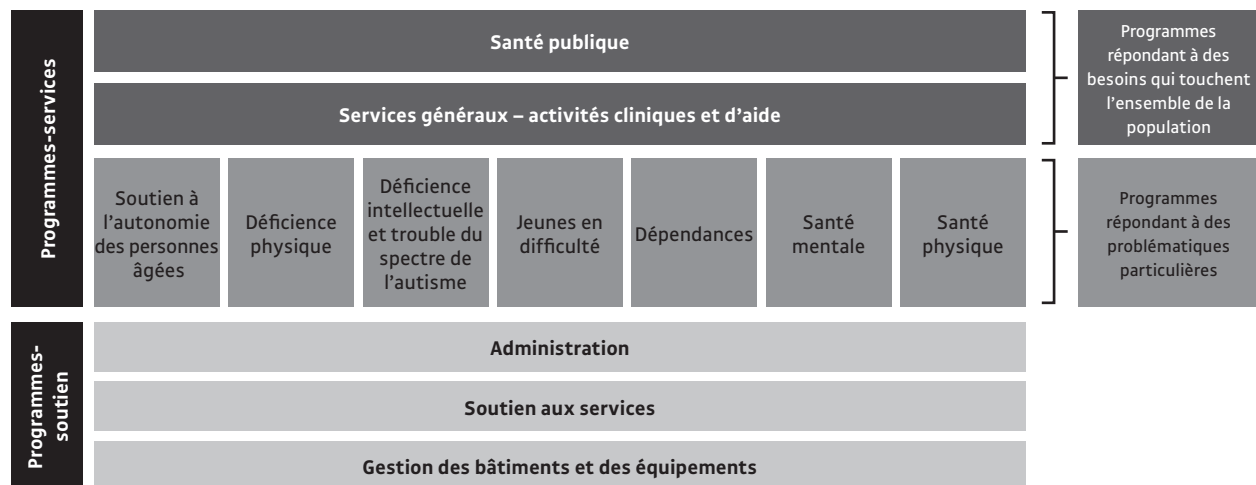 Programmes-services
Santé publique
Services généraux – activités cliniques et d'aide
Programmes
répondant à des
besoins qui touchent
l'ensemble de la
population
Soutien à
l'autonomie
des personnes
âgées
Déficience
physique
Déficience
intellectuelle
et trouble du
spectre de
l'autisme
Jeunes en
difficulté
Dépendances
Santé
mentale
Santé
physique
Programmes
répondant à des
problématiques
particulières
Programmes-
soutien
Administration
Soutien aux services
Gestion des bâtiments et des équipements